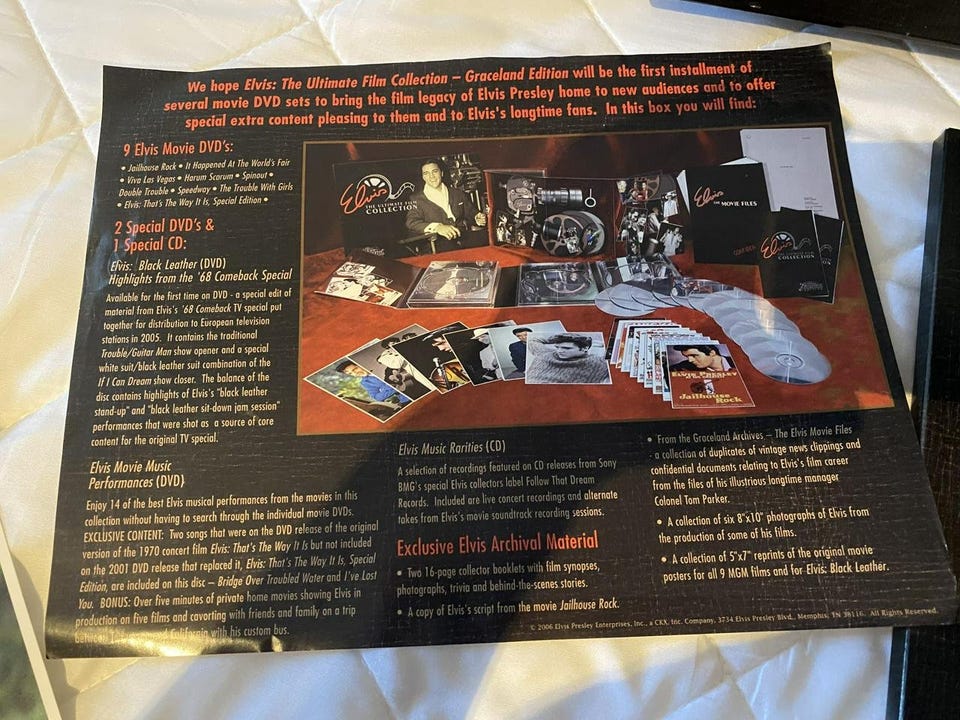 We hope Elvis: The Ultimate Film Collection – Graceland Edition will be the first installment of
several movie DVD sets to bring the film legacy of Elvis Presley home to new audiences and to offer
special extra content pleasing to them and to Elvis's longtime fans. In this box you will find:
9 Elvis Movie DVD's:
• Jailhouse Rock • It Happened At The World's Fair
• Viva Las Vegas • Harum Scarum • Spinout •
Double Trouble • Speedway • The Trouble With Girls
• Elvis: That's The Way It Is, Special Edition •
2 Special DVD's &
1 Special CD:
Elvis: Black Leather (DVD)
Highlights from the '68 Comeback Special
Available for the first time on DVD - a special edit of
material from Elvis's '68 Comeback TV special put
together for distribution to European television
stations in 2005. It contains the traditional
Trouble/Guitar Man show opener and a special
white suit/black leather suit combination of the
If I Can Dream show closer. The balance of the
disc contains highlights of Elvis's "black leather
stand-up" and "black leather sit-down jam session"
performances that were shot as a source of core
content for the original TV special.
Elvis Movie Music
Performances (DVD)
Enjoy 14 of the best Elvis musical performances from the movies in this
collection without having to search through the individual movie DVDs.
EXCLUSIVE CONTENT: Two songs that were on the DVD release of the original
version of the 1970 concert film Elvis: That's The Way It Is but not included
on the 2001 DVD release that replaced it, Elvis: That's The Way It Is, Special
Edition, are included on this disc – Bridge Over Troubled Water and I've Lost
You. BONUS: Over five minutes of private home movies showing Elvis in
production on five films and cavorting with friends and family on a trip
between California with his custom bus.
Elvis
THE ULTIMATE FILM
COLLECTION
Elvis
THE MOVIE FILES
Elvis
COLLECTION
ELVIS PRESLEY
Jailhouse
Rock
Elvis Music Rarities (CD)
A selection of recordings featured on CD releases from Sony
BMG's special Elvis collectors label Follow That Dream
Records. Included are live concert recordings and alternate
takes from Elvis's movie soundtrack recording sessions.
Exclusive Elvis Archival Material
• Two 16-page collector booklets with film synopses,
photographs, trivia and behind-the-scenes stories.
• A copy of Elvis's script from the movie Jailhouse Rock.
• From the Graceland Archives – The Elvis Movie Files
- a collection of duplicates of vintage news clippings and
confidential documents relating to Elvis's film career
from the files of his illustrious longtime manager
Colonel Tom Parker.
• A collection of six 8"x10" photographs of Elvis from
the production of some of his films.
• A collection of 5"x7" reprints of the original movie
posters for all 9 MGM films and for Elvis: Black Leather.
© 2006 Elvis Presley Enterprises, Inc., a CKX, Inc. Company, 3734 Elvis Presley Blvd., Memphis, TN 38116. All Rights Reserved.